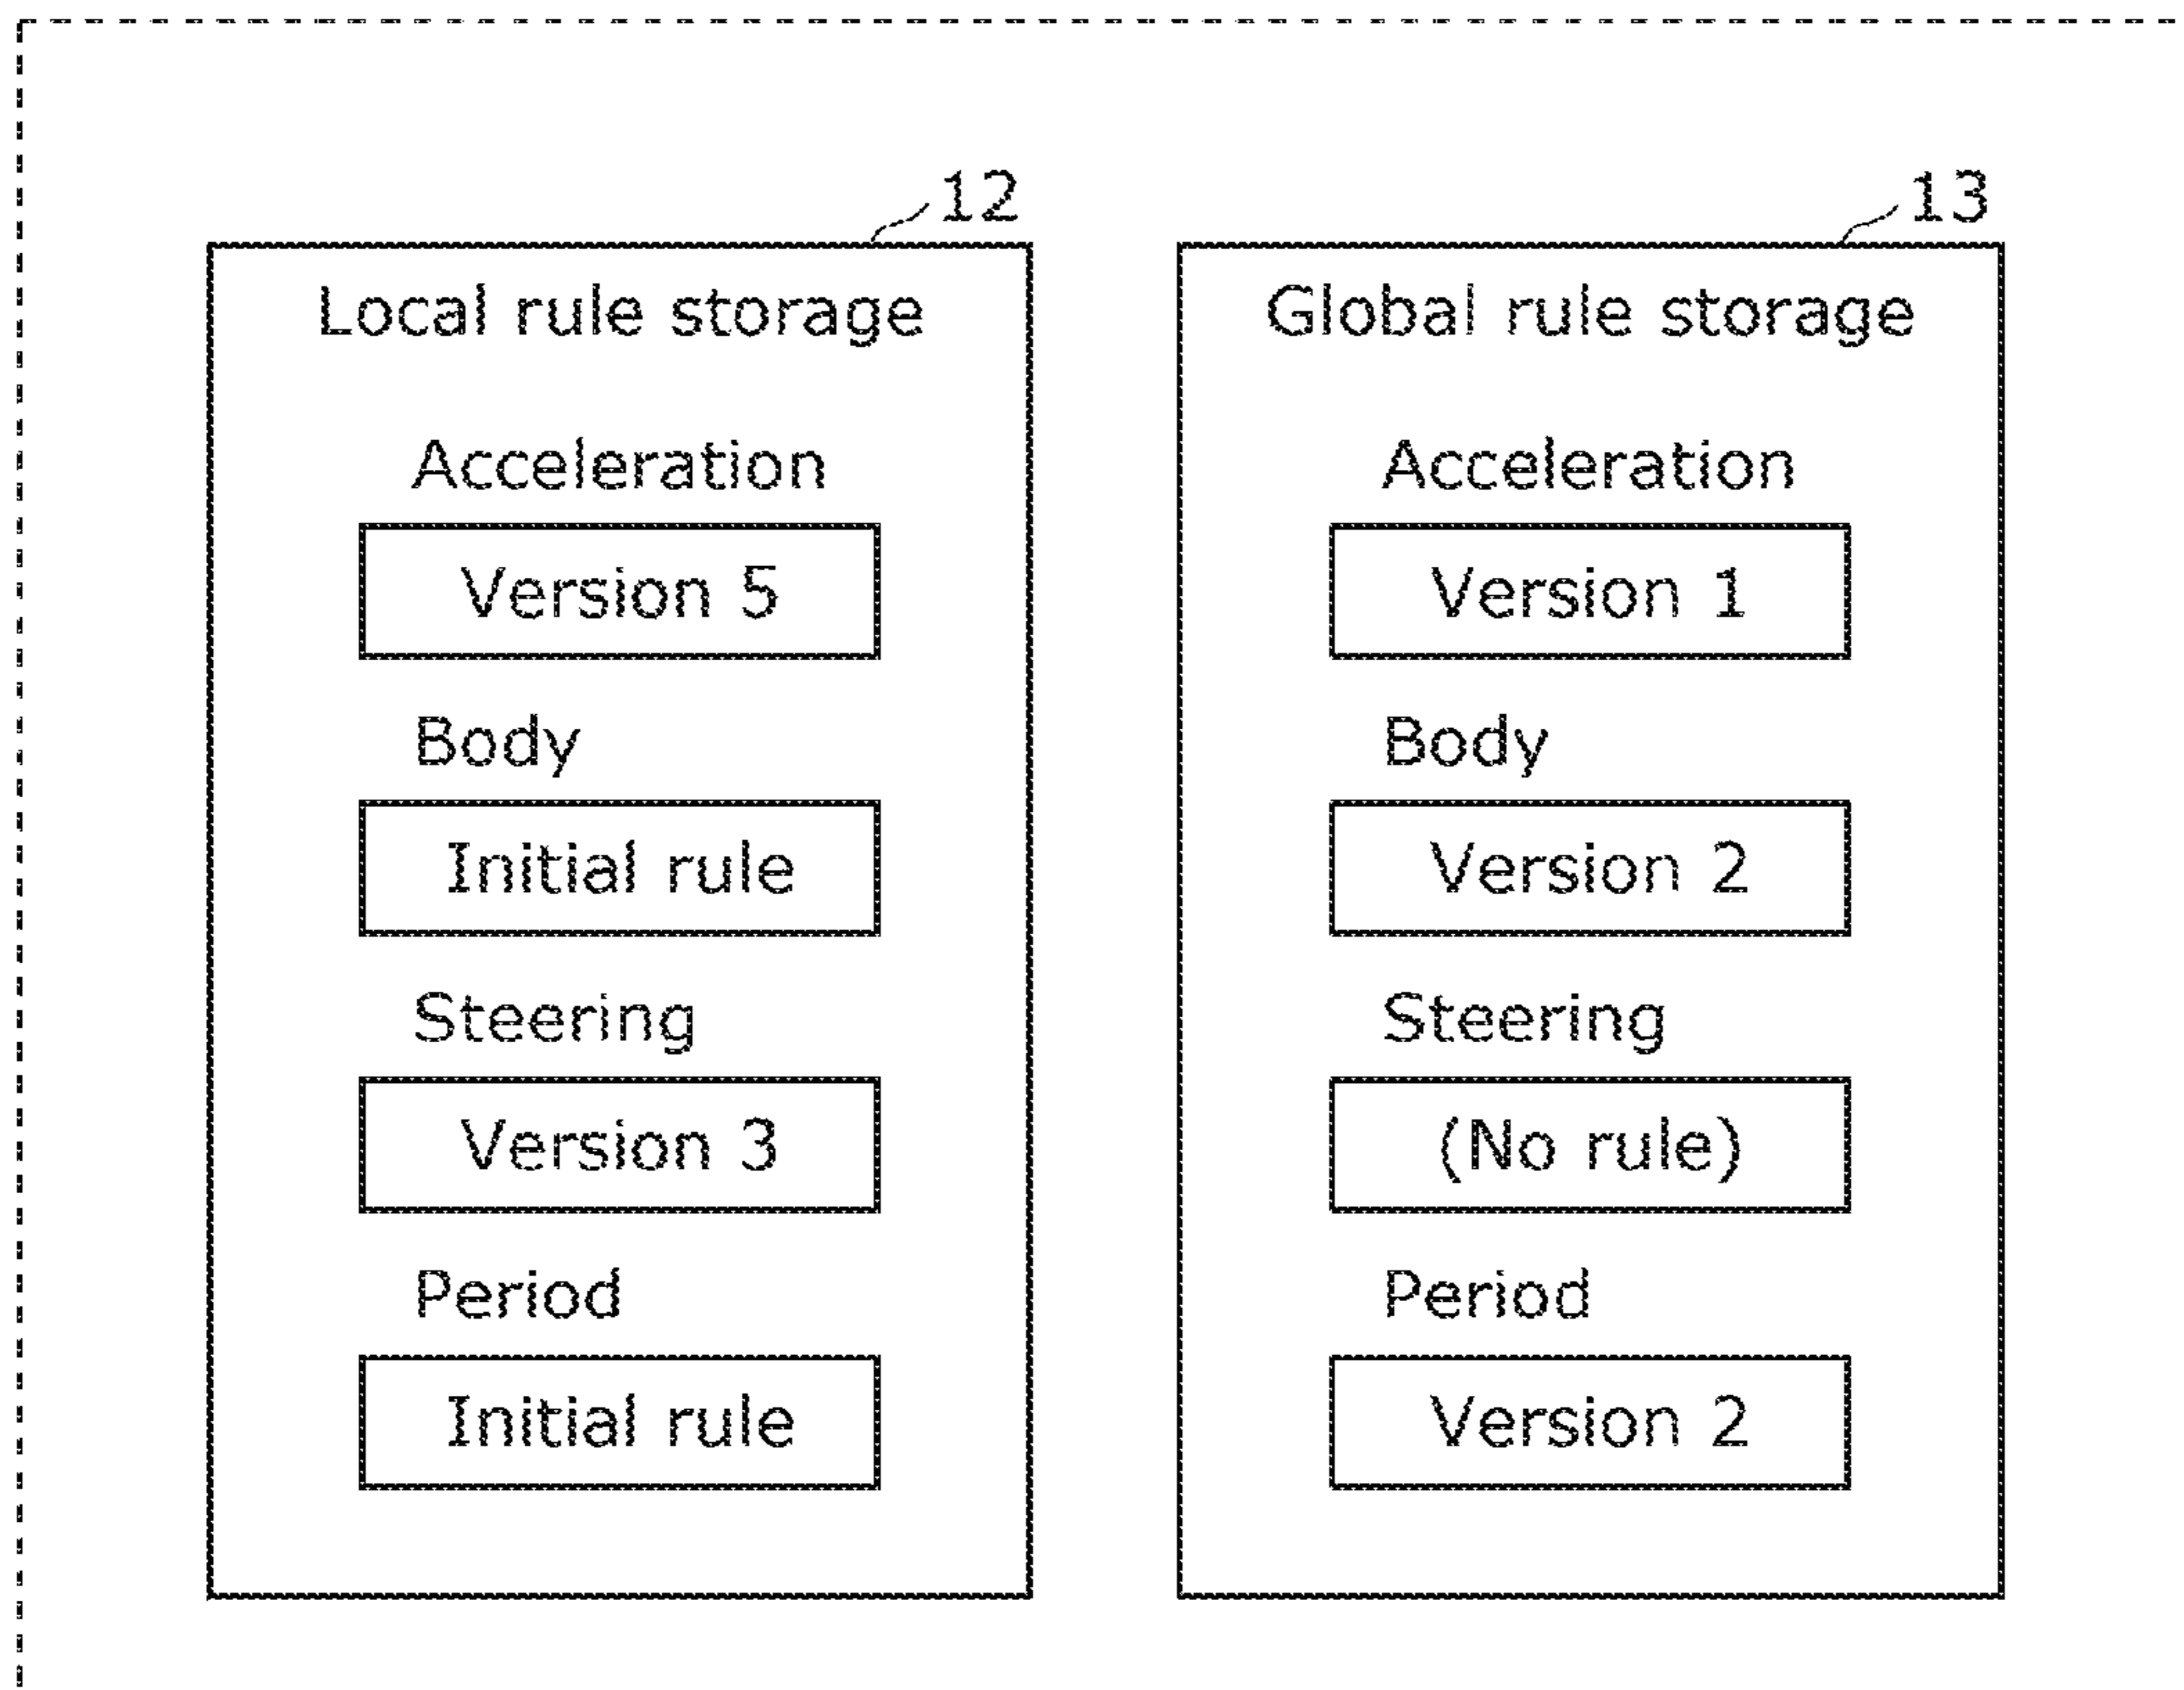 12
Local rule storage
Acceleration
Version 5
Body
Initial rule
Steering
Version 3
Period
Initial rule
13
Global rule storage
Acceleration
Version 1
Body
Version 2
Steering
(No rule)
Period
Version 2